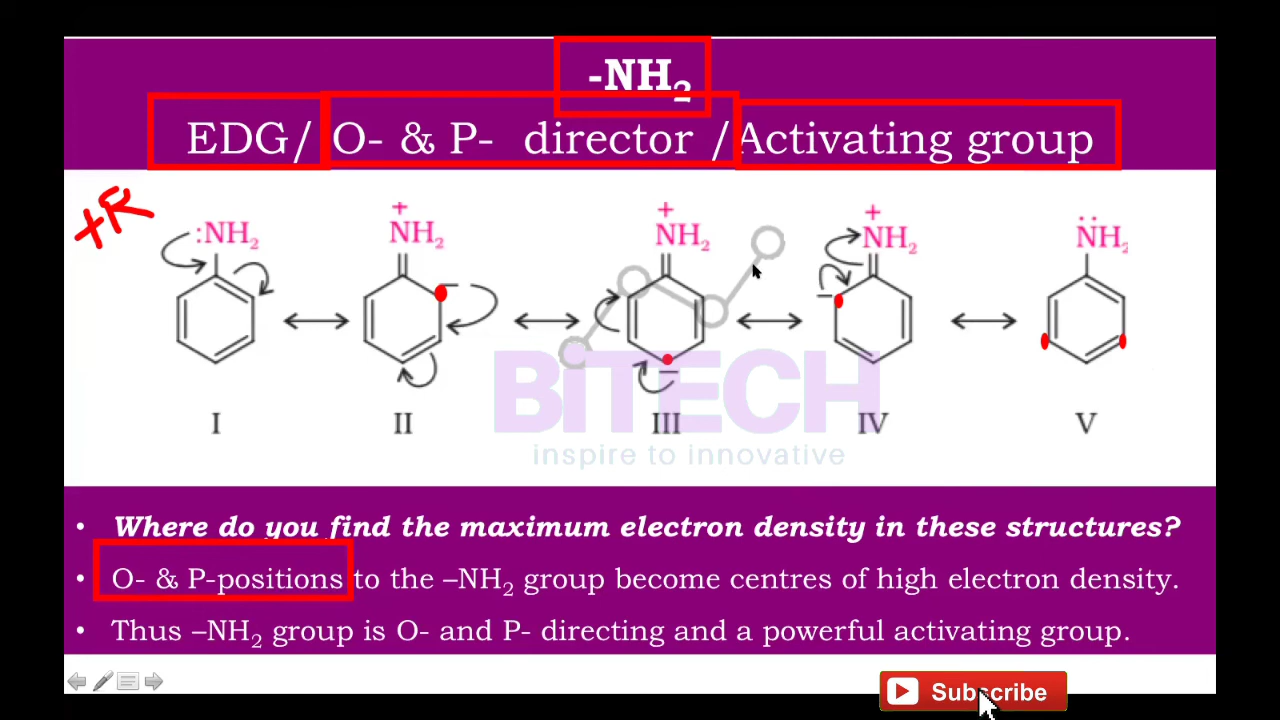 -NH₂
EDG/ O- & P- director /Activating group
+R
:NH₂ + NH₂ + NH₂ + NH₂ N̈H₂
I II III IV V
BiTECH
inspire to innovative
• Where do you find the maximum electron density in these structures?
• O- & P-positions to the –NH₂ group become centres of high electron density.
• Thus –NH₂ group is O- and P- directing and a powerful activating group.
Subscribe